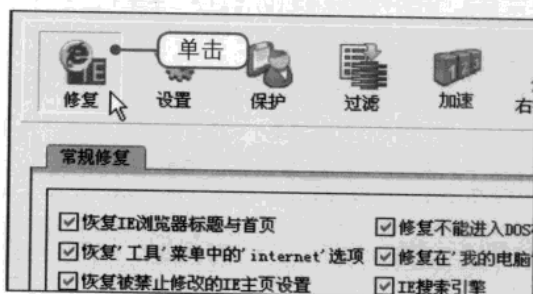 单击
修复 设置 保护 过滤 加速 右
常规修复
恢复IE浏览器标题与首页 修复不能进入DOS
恢复'工具'菜单中的'internet'选项 修复在'我的电脑'
恢复被禁止修改的IE主页设置 IE搜索引擎